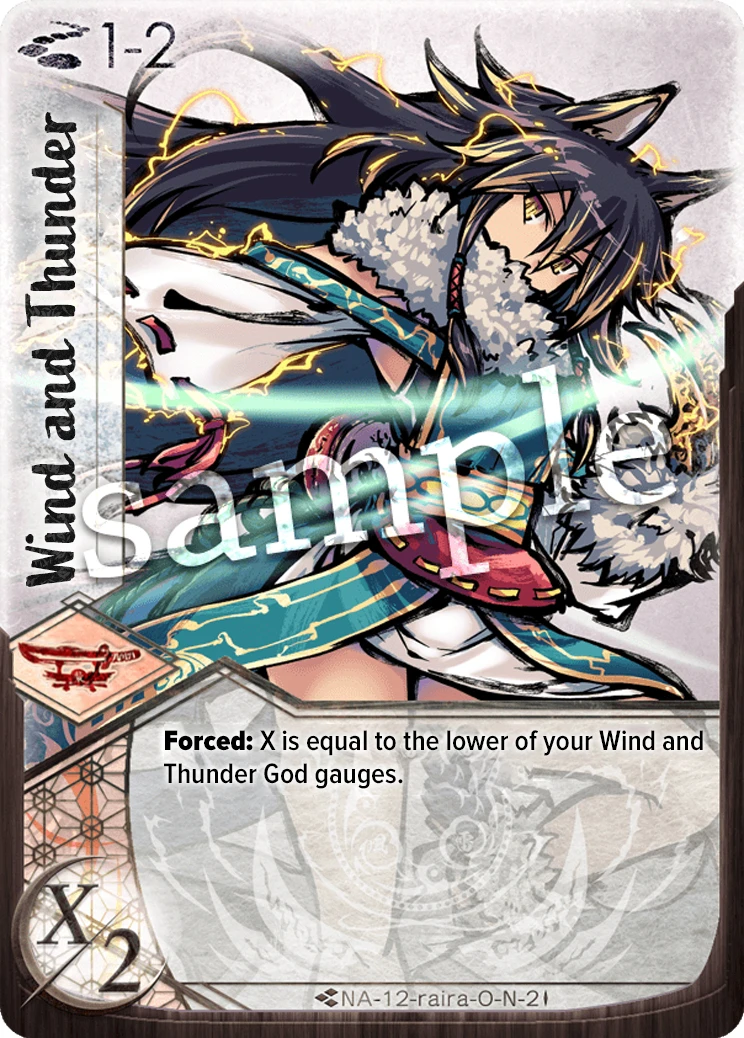 1-2
Wind and Thunder
sample
Forced: X is equal to the lower of your Wind and
Thunder God gauges.
X/2
NA-12-raira-O-N-2